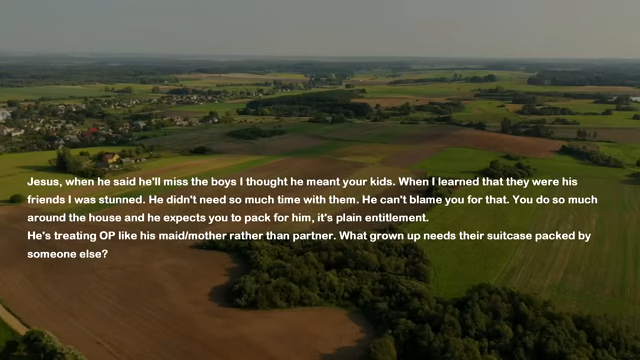 Jesus, when he said he'll miss the boys I thought he meant your kids. When I learned that they were his
friends I was stunned. He didn't need so much time with them. He can't blame you for that. You do so much
around the house and he expects you to pack for him, it's plain entitlement.
He's treating OP like his maid/mother rather than partner. What grown up needs their suitcase packed by
someone else?